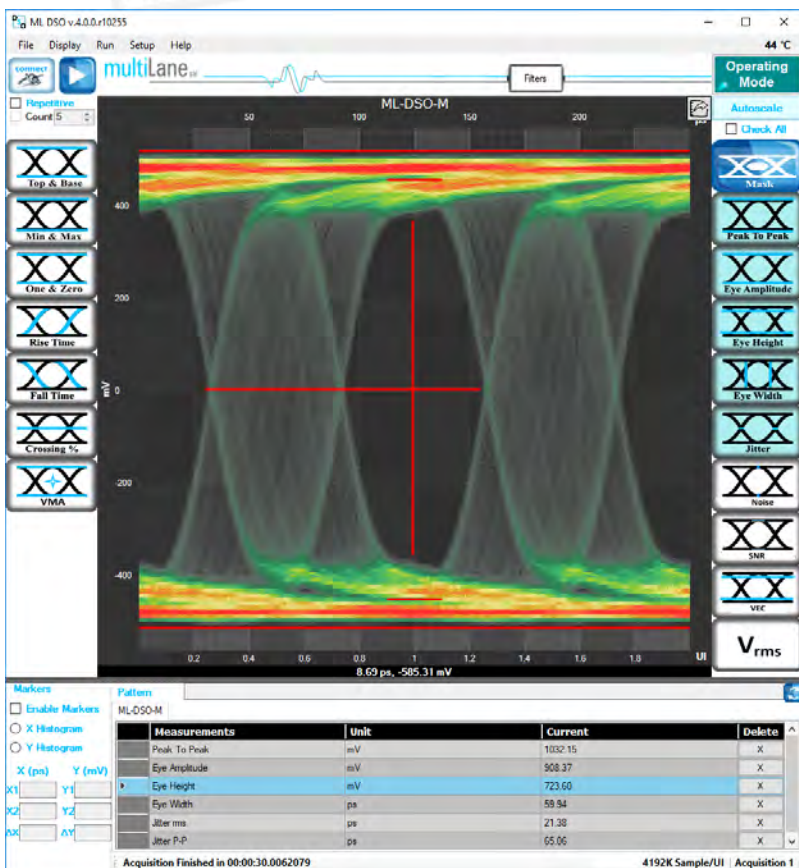 ML DSO v.4.0.0.r10255
File Display Run Setup Help 44 °C
connect multiLane Filters Operating Mode
Repetitive
Count 5
Autoscale
Check All
ML-DSO-M
50 100 150 200
Top & Base
Min & Max
One & Zero
Rise Time
Fall Time
Crossing %
VMA
400
200
0
-200
-400
mV
0.2 0.4 0.6 0.8 1 1.2 1.4 1.6 1.8 UI
8.69 ps, -585.31 mV
Mask
Peak To Peak
Eye Amplitude
Eye Height
Eye Width
Jitter
Noise
SNR
VEC
Vrms
Markers
Enable Markers
X Histogram
Y Histogram
X (ps) Y (mV)
X1 Y1
X2 Y2
ΔX ΔY
Pattern
ML-DSO-M
Measurements Unit Current Delete
Peak To Peak mV 1032.15 X
Eye Amplitude mV 908.37 X
Eye Height mV 723.60 X
Eye Width ps 59.94 X
Jitter rms ps 21.38 X
Jitter P-P ps 65.06 X
Acquisition Finished in 00:00:30.0062079 4192K Sample/UI Acquisition 1